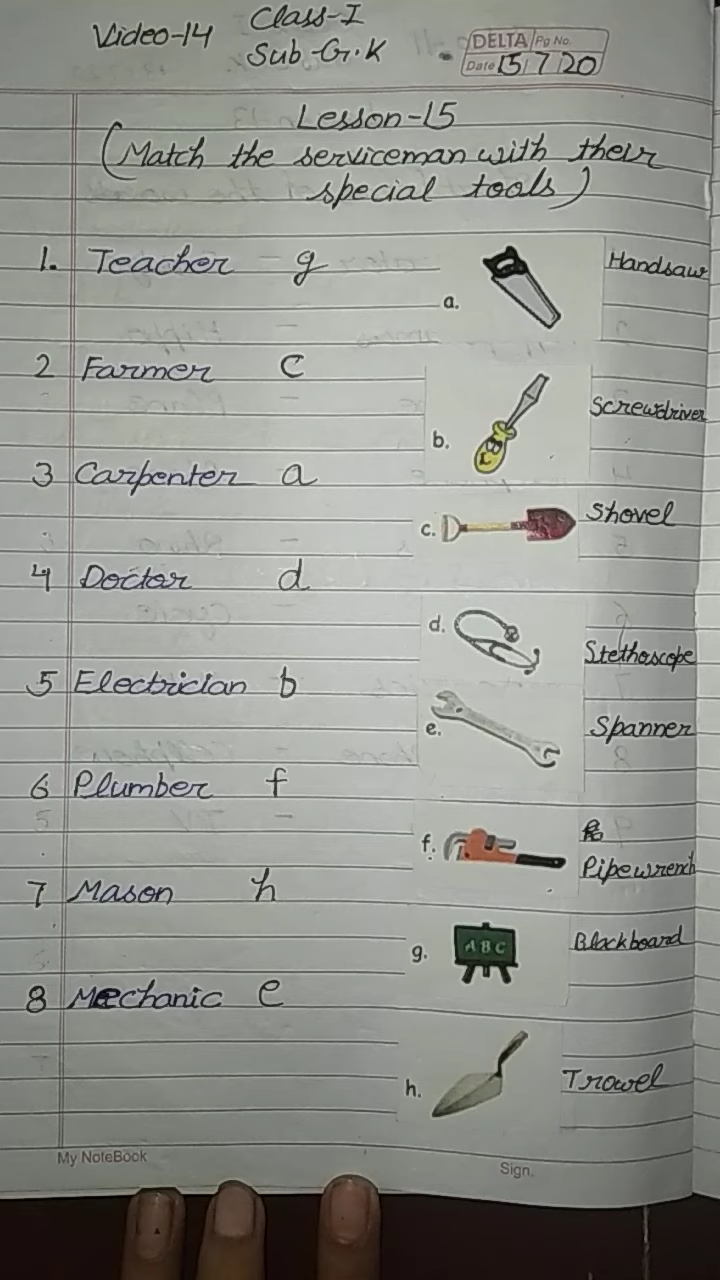 Video-14
Class-I
Sub-G.K
DELTA Pg No.
Date 15/7/20
Lesson-15
(Match the serviceman with their
special tools)
1. Teacher g
a. Handsaw
2 Farmer c
b. Screwdriver
3 Carpenter a
c. Shovel
4 Doctor d
d. Stethoscope
5 Electrician b
e. Spanner
6 Plumber f
f. Pipewrench
7 Mason h
g. ABC Blackboard
8 Mechanic e
h. Trowel
My NoteBook
Sign.